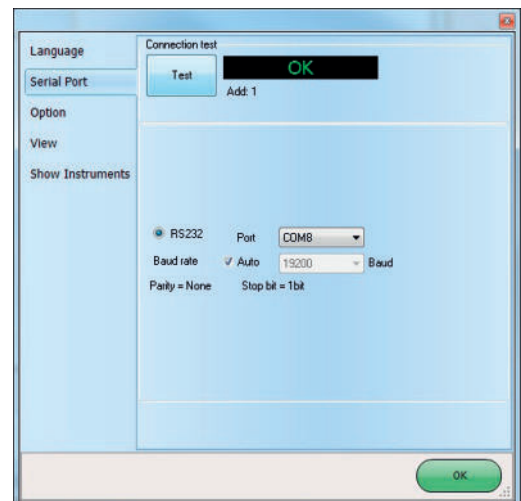 Language
Serial Port
Option
View
Show Instruments
Connection test
Test
OK
Add: 1
RS232 Port COM8
Baud rate Auto 19200 Baud
Parity = None Stop bit = 1bit
OK